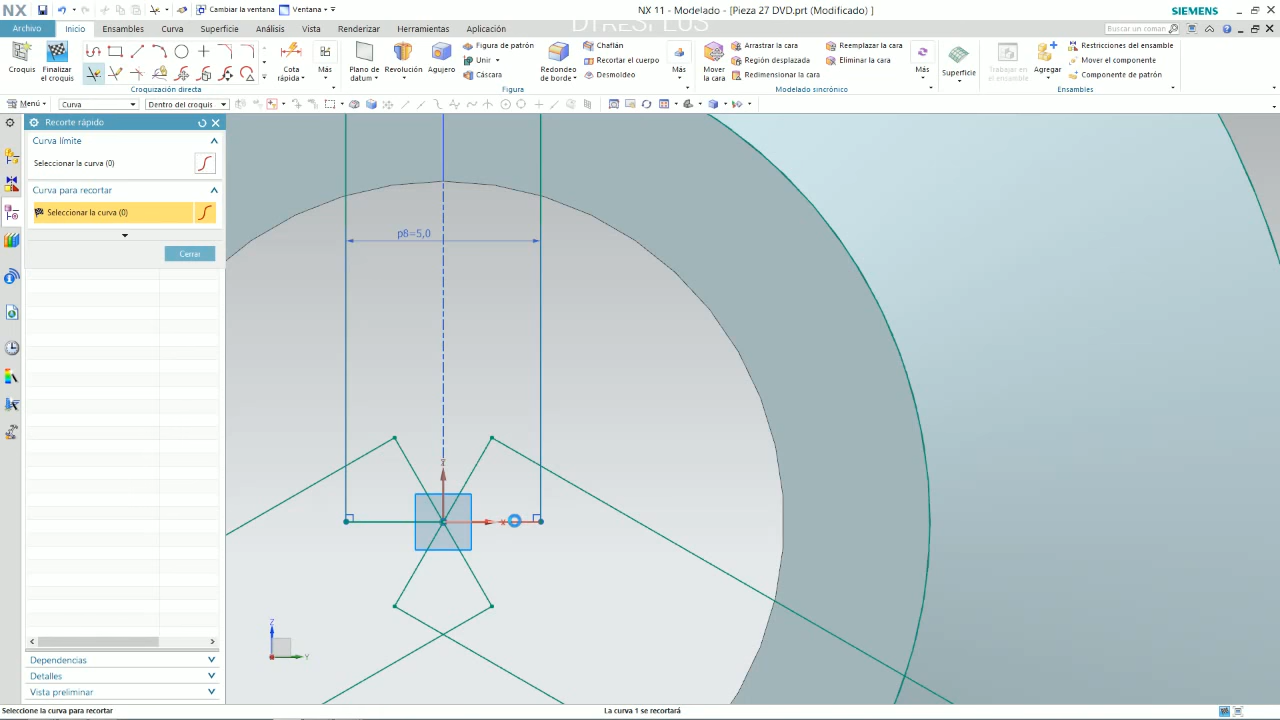 NX
Cambiar la ventana
Ventana
NX 11 - Modelado - [Pieza 27 DVD.prt (Modificado) ]
SIEMENS
DTRESPLUS
Archivo
Inicio
Ensambles
Curva
Superficie
Análisis
Vista
Renderizar
Herramientas
Aplicación
Buscar un coman
Croquis
Finalizar el croquis
Cota rápida
Más
Croquización directa
Plano de datum
Revolución
Agujero
Figura de patrón
Unir
Cáscara
Redondeo de borde
Chaflán
Recortar el cuerpo
Desmoldeo
Más
Figura
Mover la cara
Arrastrar la cara
Región desplazada
Redimensionar la cara
Reemplazar la cara
Eliminar la cara
Más
Modelado sincrónico
Superficie
Trabajar en el ensamble
Agregar
Restricciones del ensamble
Mover el componente
Componente de patrón
Ensambles
Menú
Curva
Dentro del croquis
Recorte rápido
Curva límite
Seleccionar la curva (0)
Curva para recortar
Seleccionar la curva (0)
Cerrar
p8=5,0
Z
X
Z
Y
Dependencias
Detalles
Vista preliminar
Seleccione la curva para recortar
La curva 1 se recortará